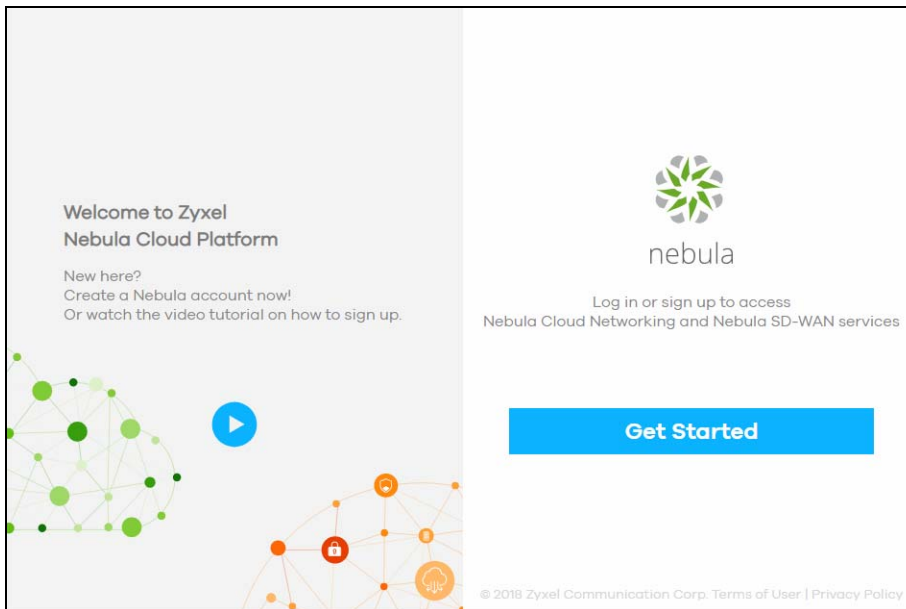 Welcome to Zyxel
Nebula Cloud Platform
New here?
Create a Nebula account now!
Or watch the video tutorial on how to sign up.
nebula
Log in or sign up to access
Nebula Cloud Networking and Nebula SD-WAN services
Get Started
© 2018 Zyxel Communication Corp. Terms of User | Privacy Policy